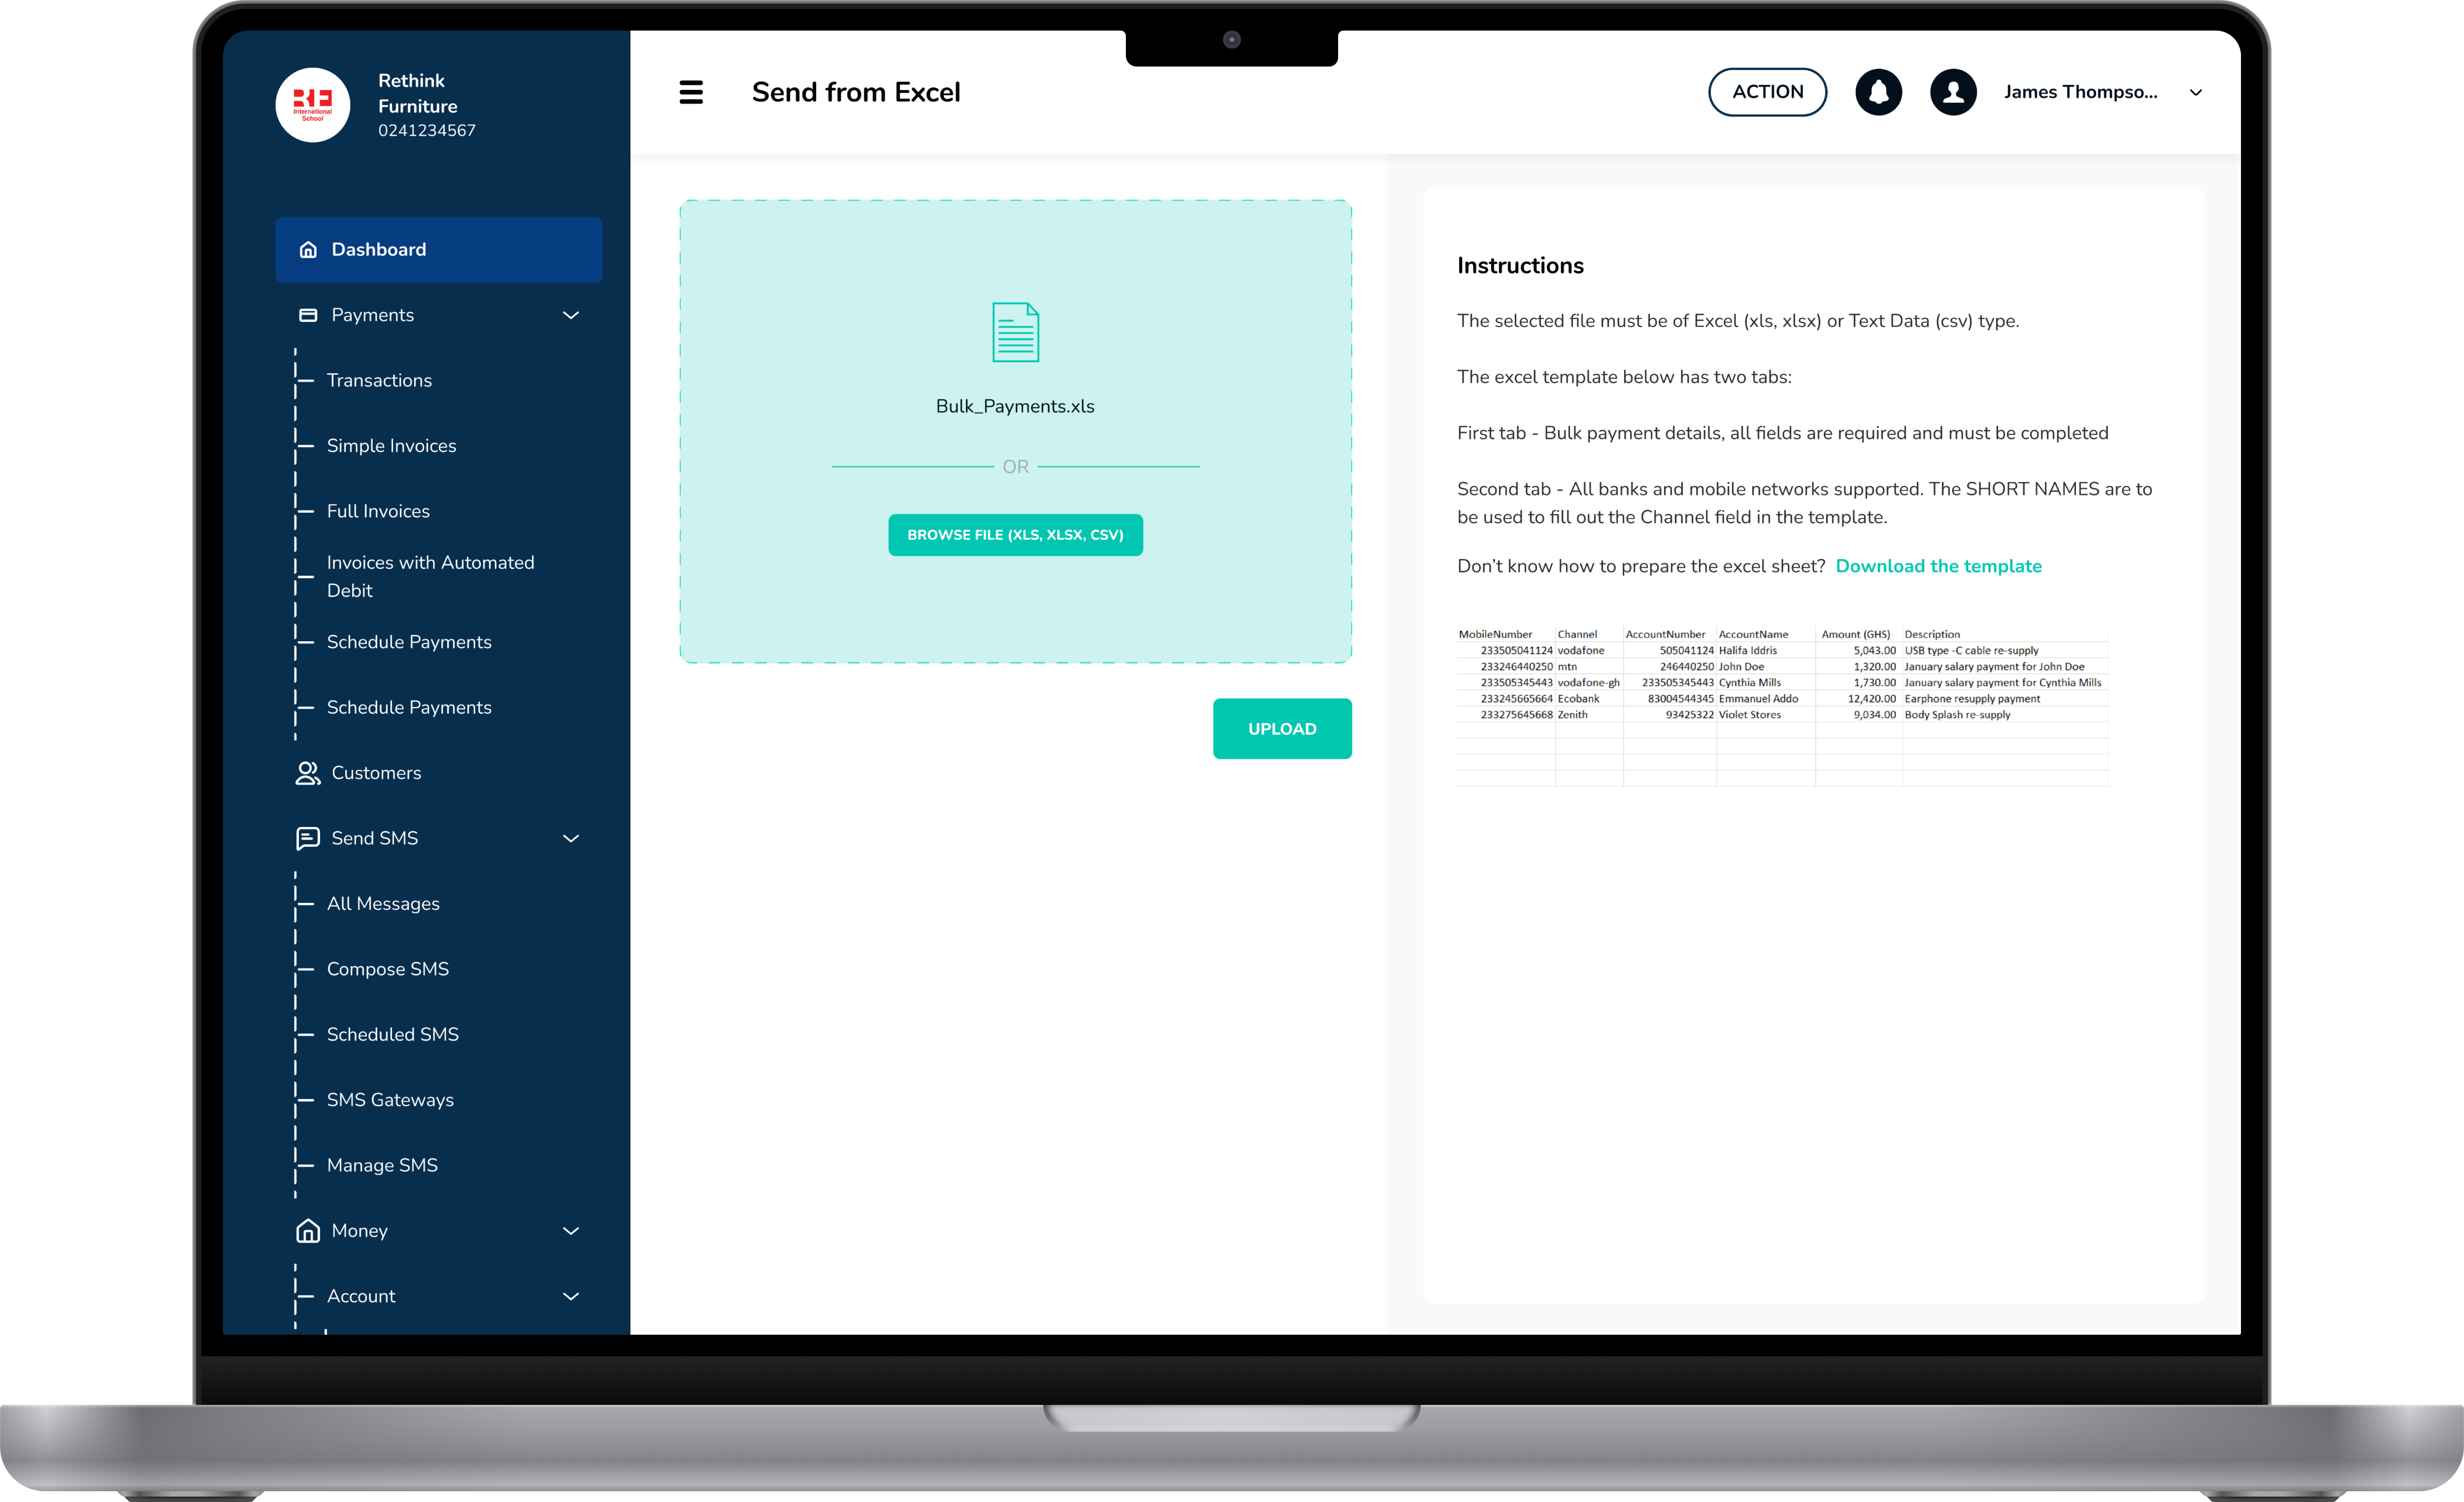 RIE
International
School
Rethink
Furniture
0241234567
Dashboard
Payments
Transactions
Simple Invoices
Full Invoices
Invoices with Automated
Debit
Schedule Payments
Schedule Payments
Customers
Send SMS
All Messages
Compose SMS
Scheduled SMS
SMS Gateways
Manage SMS
Money
Account
Send from Excel
ACTION
James Thompso...
Bulk_Payments.xls
OR
BROWSE FILE (XLS, XLSX, CSV)
UPLOAD
Instructions
The selected file must be of Excel (xls, xlsx) or Text Data (csv) type.
The excel template below has two tabs:
First tab - Bulk payment details, all fields are required and must be completed
Second tab - All banks and mobile networks supported. The SHORT NAMES are to
be used to fill out the Channel field in the template.
Don’t know how to prepare the excel sheet? Download the template
MobileNumber Channel AccountNumber AccountName Amount (GHS) Description
233505041124 vodafone 505041124 Halifa Iddris 5,043.00 USB type -C cable re-supply
233246440250 mtn 246440250 John Doe 1,320.00 January salary payment for John Doe
233505345443 vodafone-gh 233505345443 Cynthia Mills 1,730.00 January salary payment for Cynthia Mills
233245665664 Ecobank 83004544345 Emmanuel Addo 12,420.00 Earphone resupply payment
233275645668 Zenith 93425322 Violet Stores 9,034.00 Body Splash re-supply